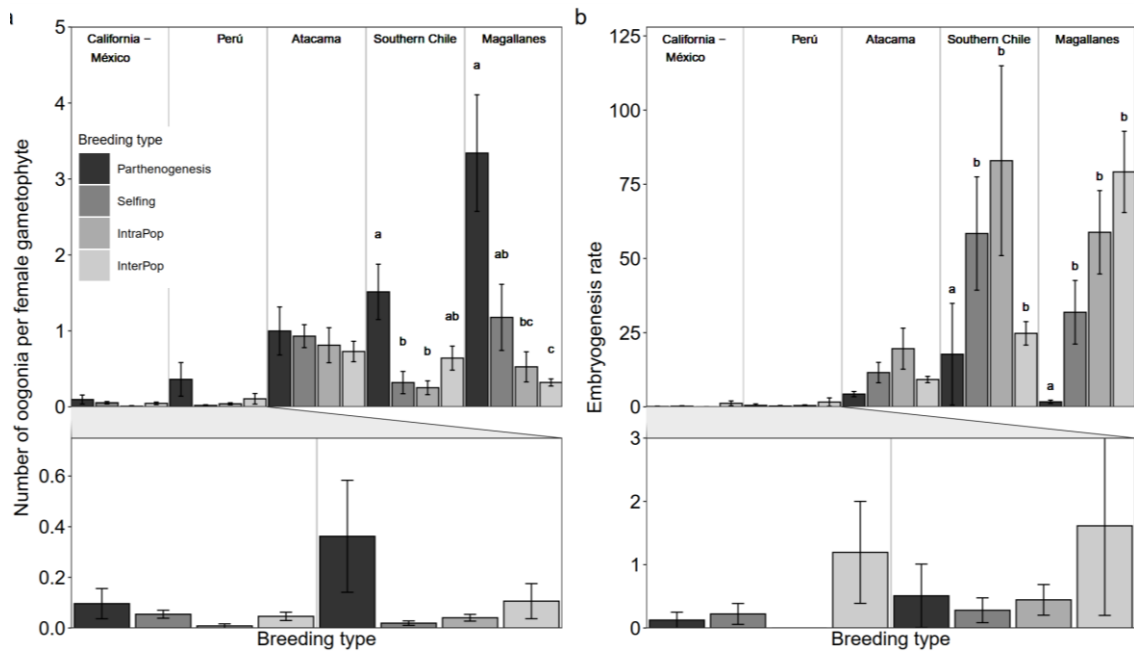 a
California –
México
Perú
Atacama
Southern Chile
Magallanes
Number of oogonia per female gametophyte
5
4
3
2
1
0
Breeding type
Parthenogenesis
Selfing
IntraPop
InterPop
a
b
b
ab
a
ab
bc
c
0.6
0.4
0.2
0.0
Breeding type
b
California –
México
Perú
Atacama
Southern Chile
Magallanes
Embryogenesis rate
125
100
75
50
25
0
a
b
b
b
a
b
b
b
3
2
1
0
Breeding type